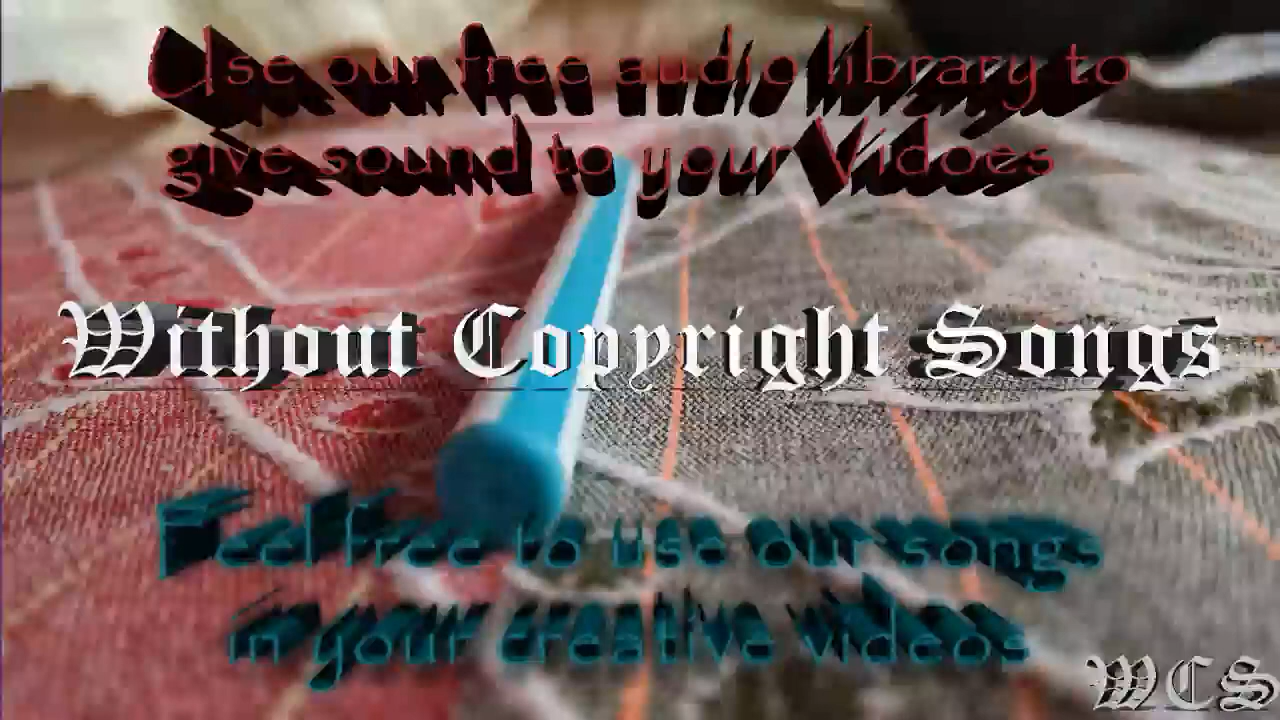 Use our free audio library to
give sound to your Vidoes
Without Copyright Songs
Feel free to use our songs
in your creative videos
WCS